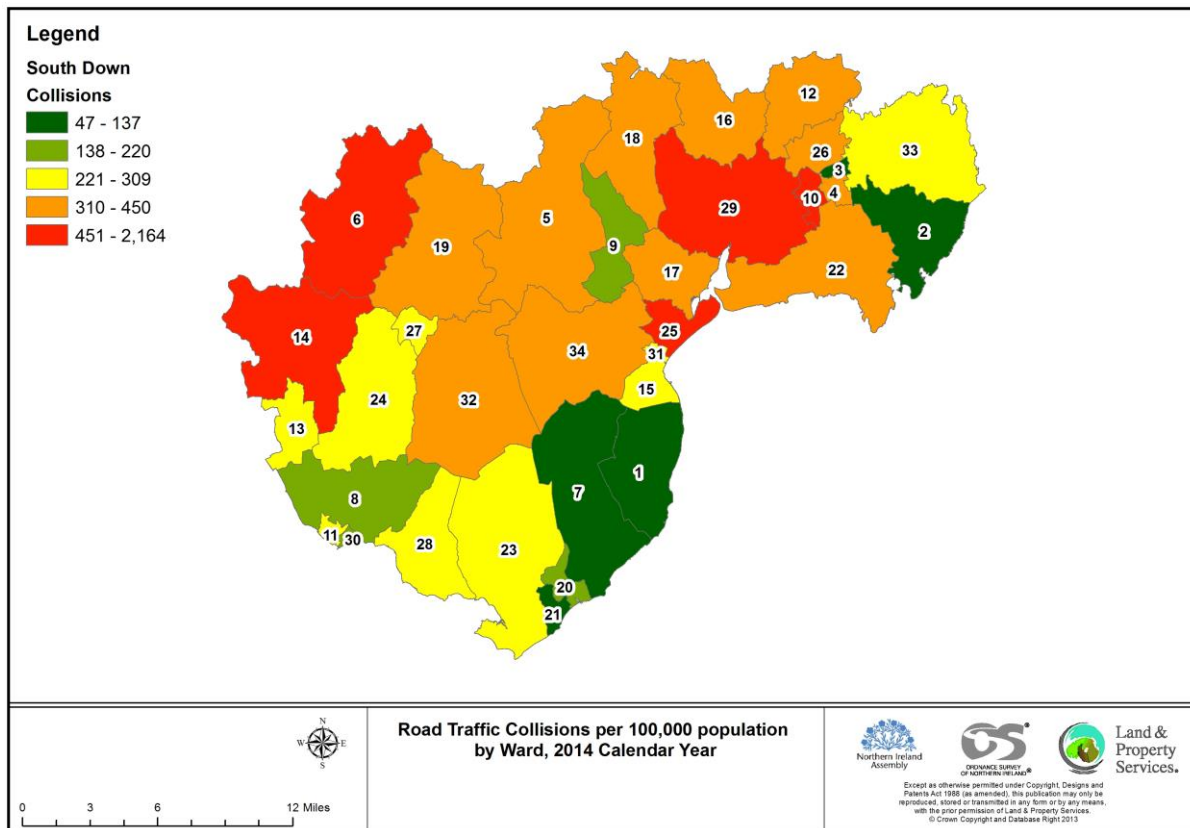 Legend
South Down
Collisions
47 - 137
138 - 220
221 - 309
310 - 450
451 - 2,164
12
16
18
26
33
3
6
10
4
29
5
2
19
9
17
22
27
25
14
34
31
15
24
32
13
1
7
8
11
30
28
23
20
21
N
W
E
S
0 3 6 12 Miles
Road Traffic Collisions per 100,000 population
by Ward, 2014 Calendar Year
Northern Ireland
Assembly
OS®
ORDNANCE SURVEY
OF NORTHERN IRELAND®
Land &
Property
Services.
Except as otherwise permitted under Copyright, Designs and
Patents Act 1988 (as amended), this publication may only be
reproduced, stored or transmitted in any form or by any means,
with the prior permission of Land & Property Services.
© Crown Copyright and Database Right 2013